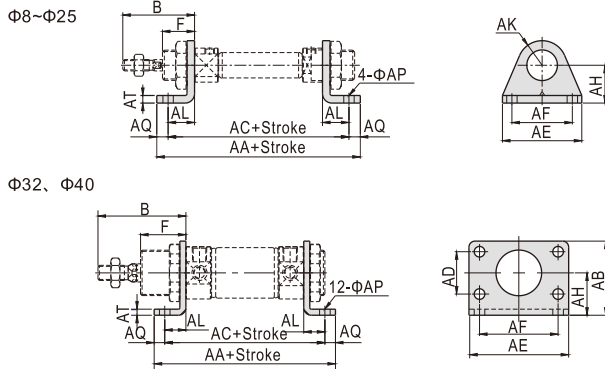 Φ8~Φ25
B
F
AK
4-ΦAP
AT
AH
AL
AL
AF
AQ
AC+Stroke
AQ
AE
AA+Stroke
Φ32、Φ40
B
F
AD
AH
AB
12-ΦAP
AT
AL
AL
AQ
AC+Stroke
AQ
AF
AA+Stroke
AE